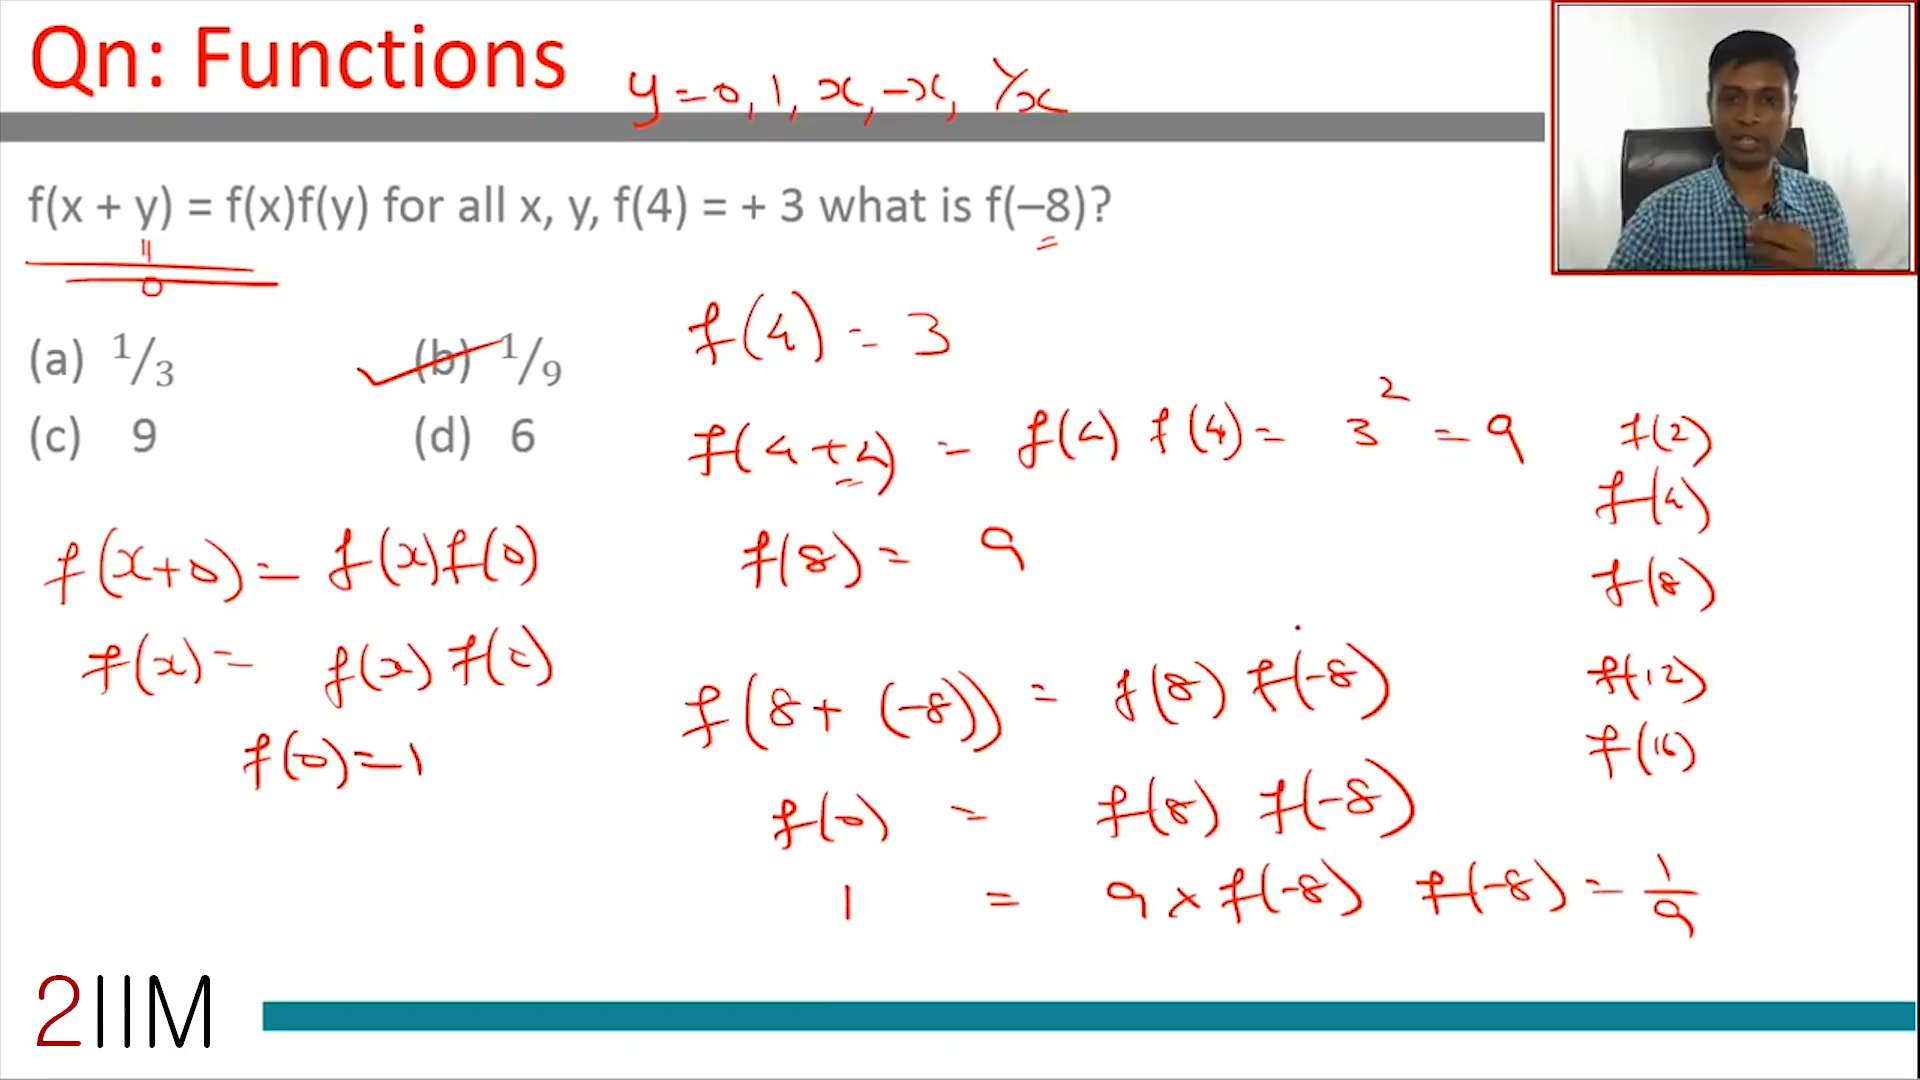 Qn: Functions
y = 0, 1, x, -x, 1/x
f(x + y) = f(x)f(y) for all x, y, f(4) = + 3 what is f(–8)?
=
||
0
(a) 1/3
(b) 1/9
(c) 9
(d) 6
f(x+0) = f(x)f(0)
f(x) = f(x) f(0)
f(0) = 1
f(4) = 3
f(4+4) = f(4) f(4) = 3² = 9
f(8) = 9
f(8 + (-8)) = f(8) f(-8)
f(0) = f(8) f(-8)
1 = 9 x f(-8) f(-8) = 1/9
f(2)
f(4)
f(8)
f(12)
f(16)
2IIM